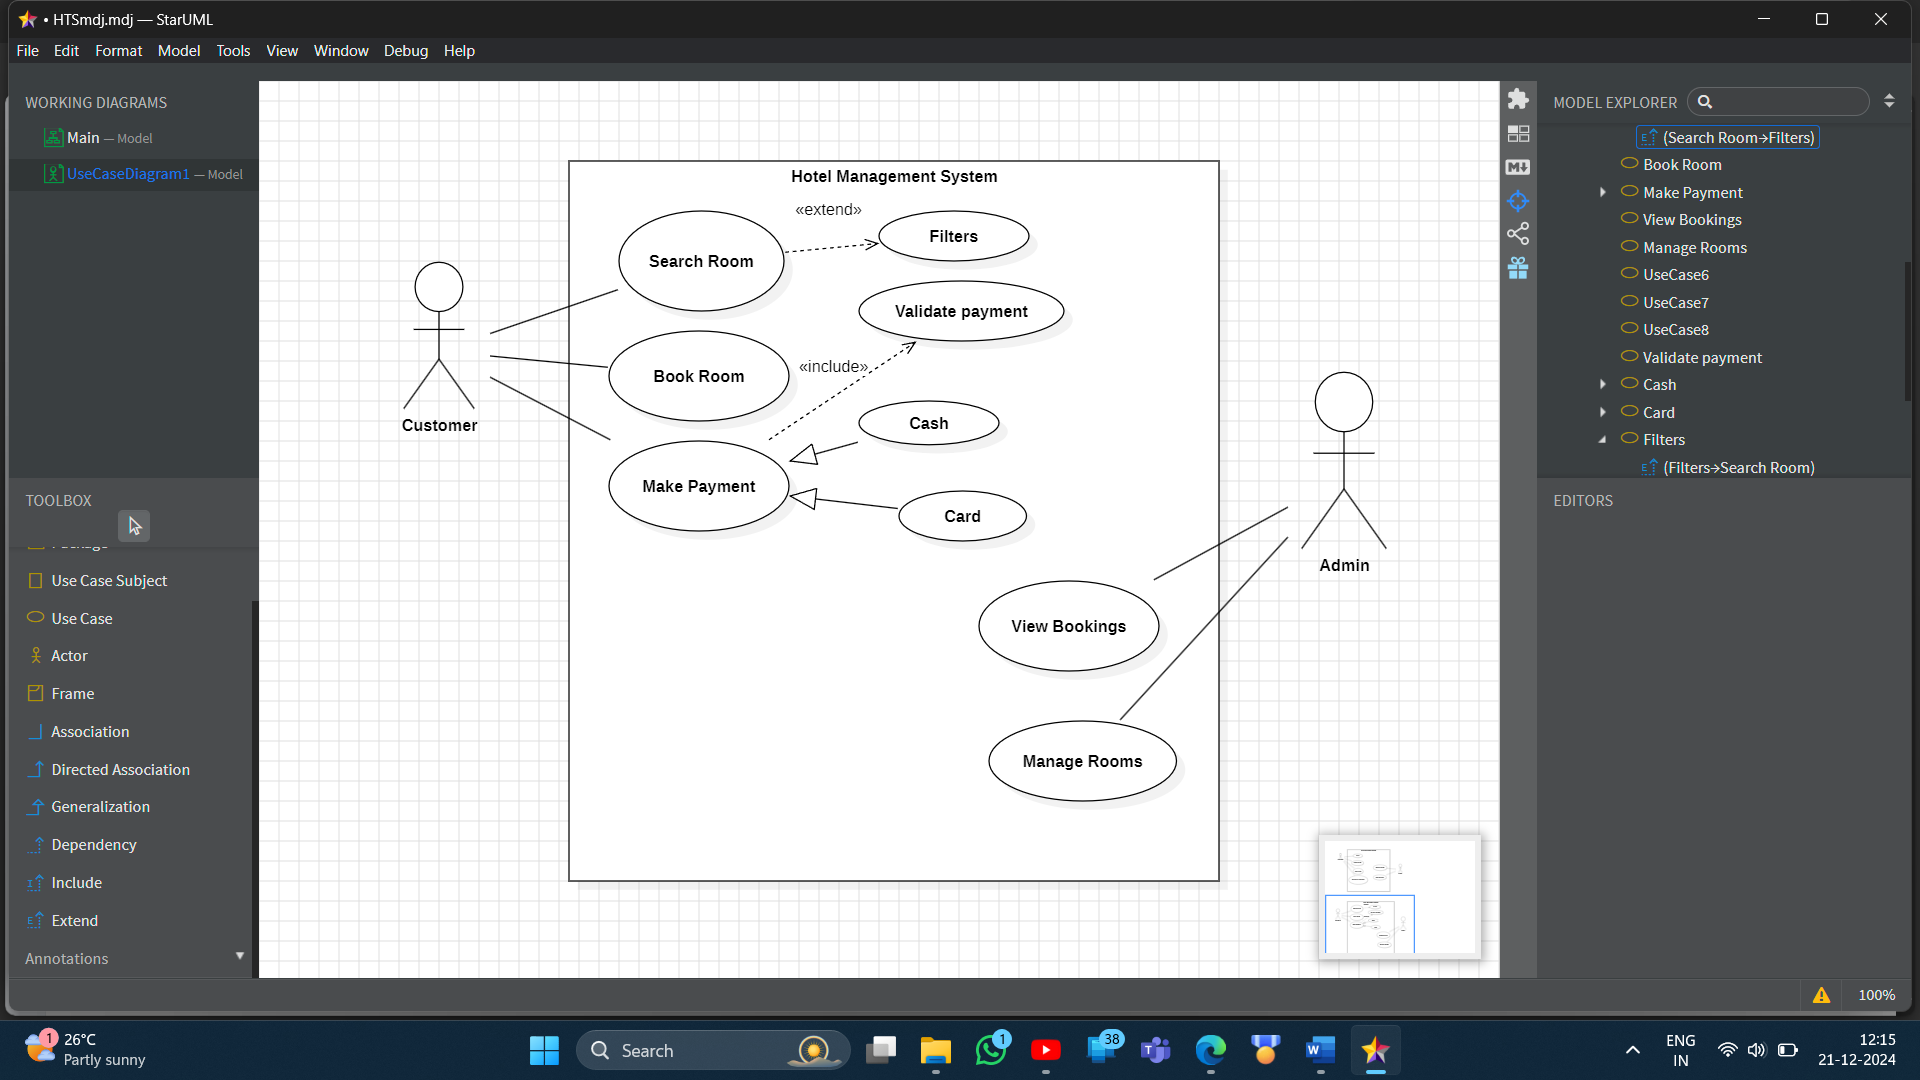 • HTSmdj.mdj — StarUML
File Edit Format Model Tools View Window Debug Help
WORKING DIAGRAMS
Main — Model
UseCaseDiagram1 — Model
TOOLBOX
Package
Use Case Subject
Use Case
Actor
Frame
Association
Directed Association
Generalization
Dependency
Include
Extend
Annotations
Hotel Management System
«extend»
Search Room
Filters
Validate payment
Book Room
«include»
Customer
Cash
Make Payment
Card
Admin
View Bookings
Manage Rooms
MODEL EXPLORER
(Search Room→Filters)
Book Room
Make Payment
View Bookings
Manage Rooms
UseCase6
UseCase7
UseCase8
Validate payment
Cash
Card
Filters
(Filters→Search Room)
EDITORS
100%
1
26°C
Partly sunny
Search
1
38
ENG
IN
12:15
21-12-2024